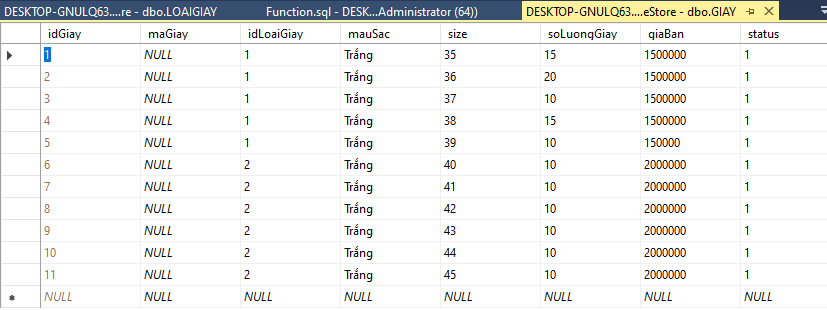 DESKTOP-GNULQ63....re - dbo.LOAIGIAY Function.sql - DESK...Administrator (64)) DESKTOP-GNULQ63....eStore - dbo.GIAY
idGiay maGiay idLoaiGiay mauSac size soLuongGiay giaBan status
1 NULL 1 Trắng 35 15 1500000 1
2 NULL 1 Trắng 36 20 1500000 1
3 NULL 1 Trắng 37 10 1500000 1
4 NULL 1 Trắng 38 15 1500000 1
5 NULL 1 Trắng 39 10 150000 1
6 NULL 2 Trắng 40 10 2000000 1
7 NULL 2 Trắng 41 10 2000000 1
8 NULL 2 Trắng 42 10 2000000 1
9 NULL 2 Trắng 43 10 2000000 1
10 NULL 2 Trắng 44 10 2000000 1
11 NULL 2 Trắng 45 10 2000000 1
NULL NULL NULL NULL NULL NULL NULL NULL